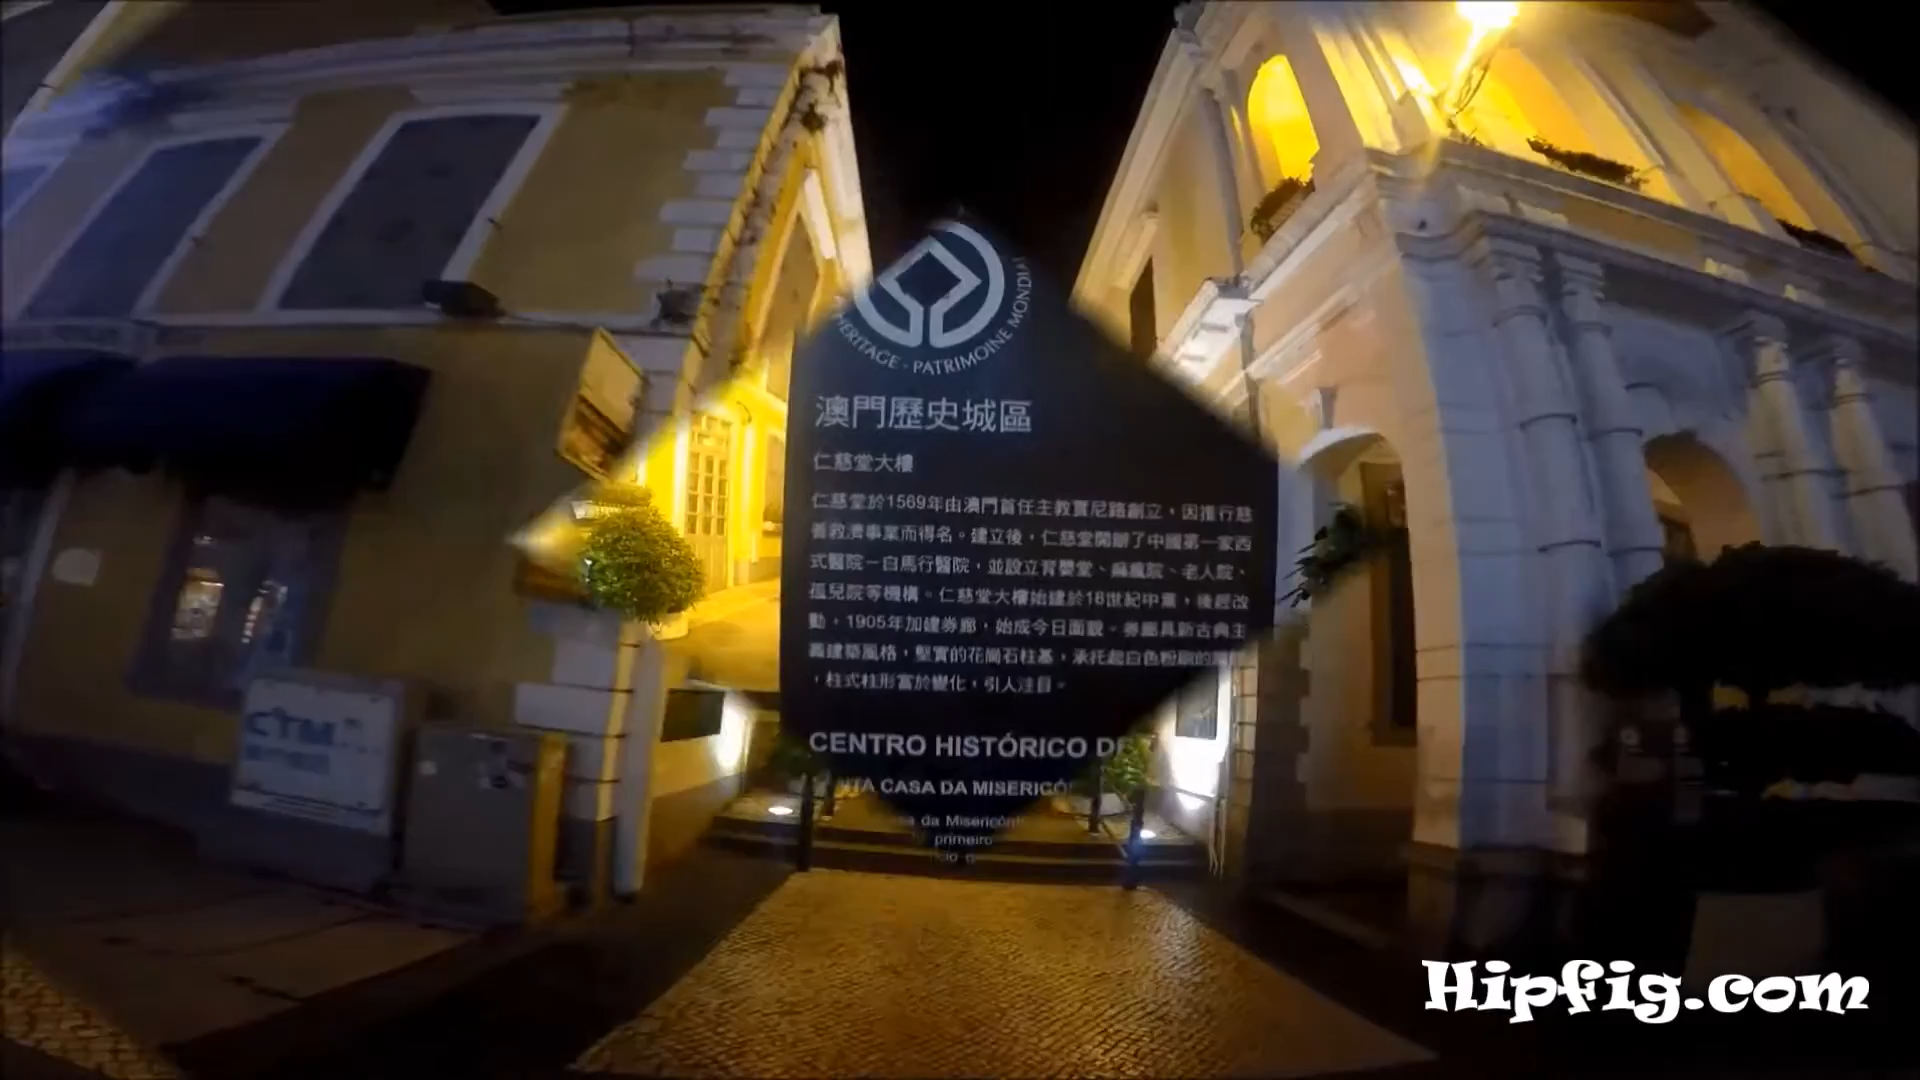 HERITAGE · PATRIMOINE MONDIAL
澳門歷史城區
仁慈堂大樓
仁慈堂於1569年由澳門首任主教賈尼路創立，因推行慈
善救濟事業而得名。建立後，仁慈堂開辦了中國第一家西
式醫院－白馬行醫院，並設立育嬰堂、麻瘋院、老人院、
孤兒院等機構。仁慈堂大樓始建於18世紀中葉，後經改
動，1905年加建券廊，始成今日面貌。券廊具新古典主
義建築風格，堅實的花崗石柱基，承托起白色粉刷的
，柱式柱形富於變化，引人注目。
CENTRO HISTÓRICO DE
CASA DA MISERICÓ
da Misericórdi
primeiro
CTM
Hipfig.com